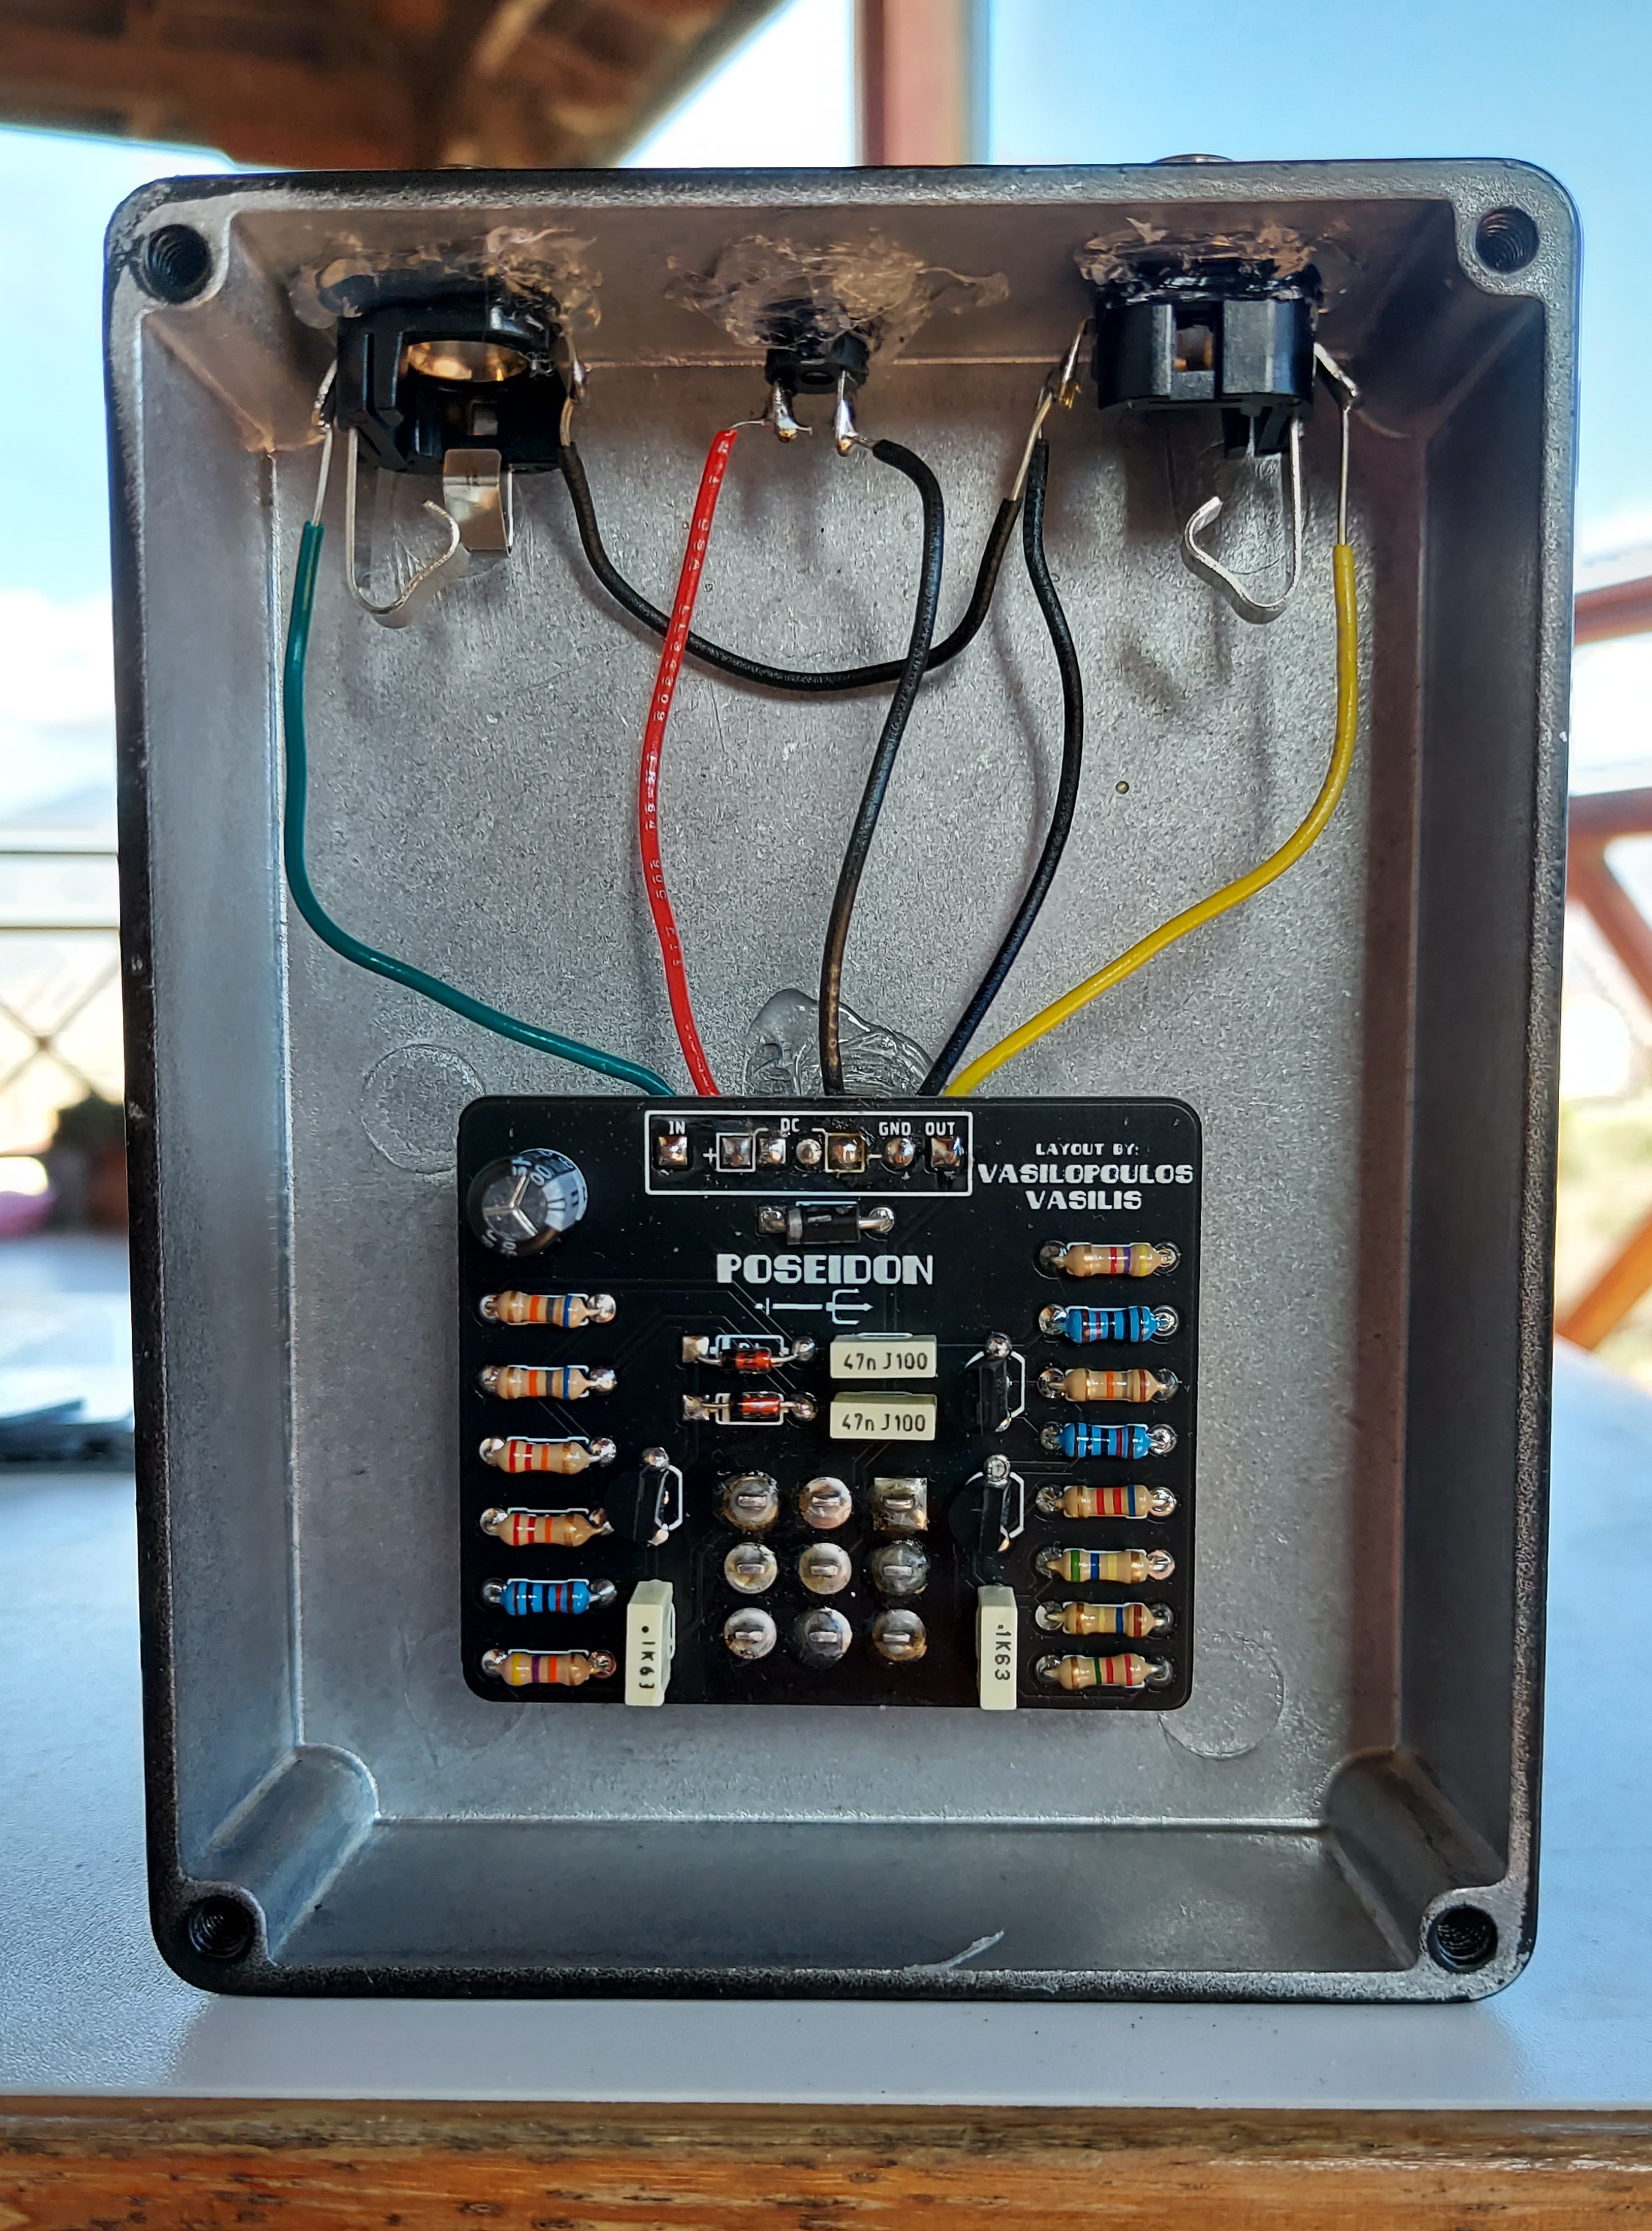 IN
DC
GND OUT
+
-
LAYOUT BY:
VASILOPOULOS
VASILIS
POSEIDON
47n J100
47n J100
.1K63
.1K63